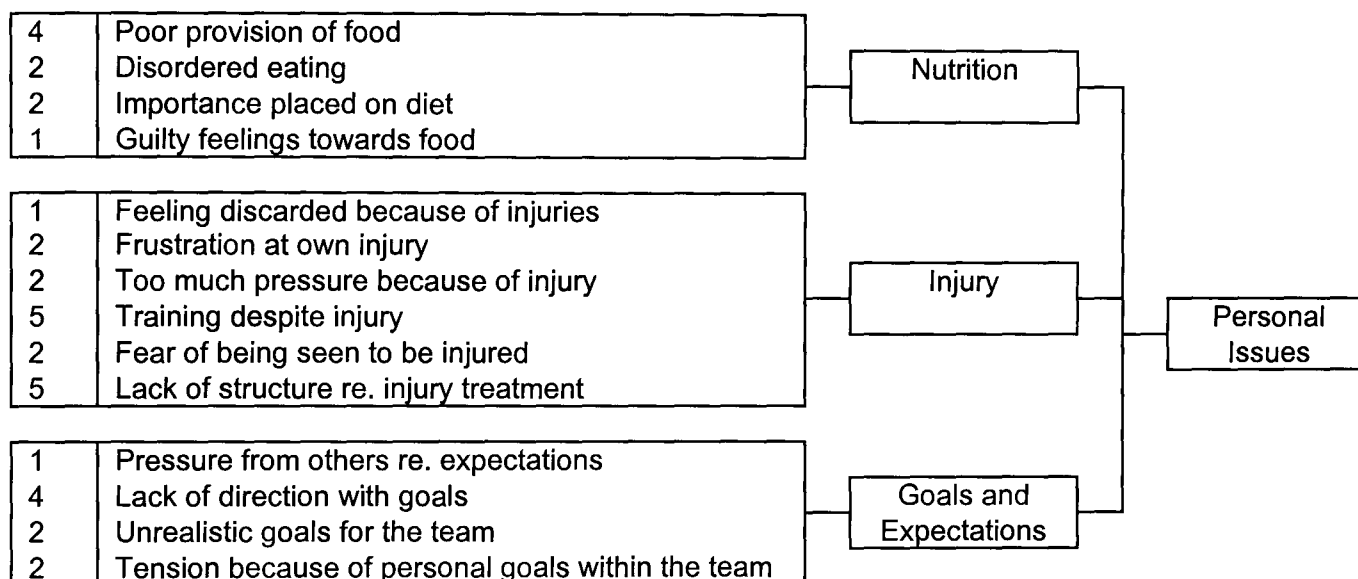 4 Poor provision of food
2 Disordered eating
2 Importance placed on diet
1 Guilty feelings towards food
Nutrition
1 Feeling discarded because of injuries
2 Frustration at own injury
2 Too much pressure because of injury
5 Training despite injury
2 Fear of being seen to be injured
5 Lack of structure re. injury treatment
Injury
Personal
Issues
1 Pressure from others re. expectations
4 Lack of direction with goals
2 Unrealistic goals for the team
2 Tension because of personal goals within the team
Goals and
Expectations